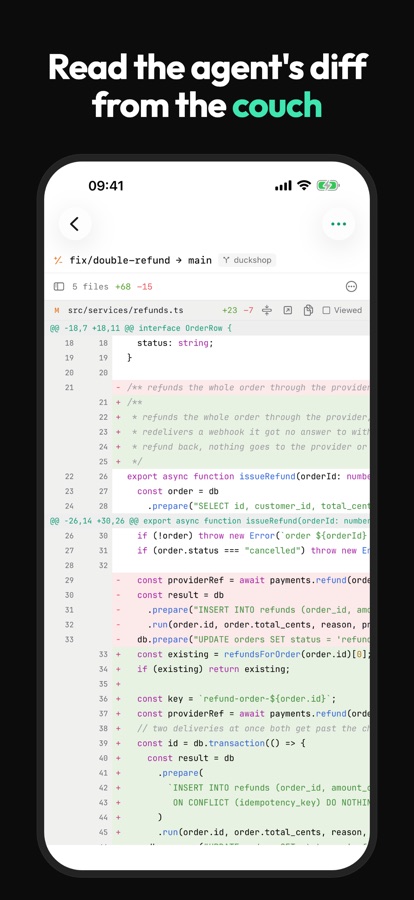 Read the agent's diff
from the couch
09:41
fix/double-refund → main duckshop
5 files +68 −15
M src/services/refunds.ts +23 −7 Viewed
@@ -18,7 +18,11 @@ interface OrderRow {
18 18 status: string;
19 19 }
20 20
21 - /** refunds the whole order through the provider
21 + /**
22 + * refunds the whole order through the provider,
23 + * redelivers a webhook it got no answer to with
24 + * refund back, nothing goes to the provider or
25 + */
22 26 export async function issueRefund(orderId: numbe
23 27 const order = db
24 28 .prepare("SELECT id, customer_id, total_cent
@@ -26,14 +30,26 @@ export async function issueRefund(orderId: number
26 30 if (!order) throw new Error(`order ${orderId}
27 31 if (order.status === "cancelled") throw new Er
28 32
29 - const providerRef = await payments.refund(orde
30 - const result = db
31 - .prepare("INSERT INTO refunds (order_id, amo
32 - .run(order.id, order.total_cents, reason, pr
33 - db.prepare("UPDATE orders SET status = 'refun
33 + const existing = refundsForOrder(order.id)[0];
34 + if (existing) return existing;
35 +
36 + const key = `refund-order-${order.id}`;
37 + const providerRef = await payments.refund(orde
38 + // two deliveries at once both get past the ch
39 + const id = db.transaction(() => {
40 + const result = db
41 + .prepare(
42 + `INSERT INTO refunds (order_id, amount_c
43 + ON CONFLICT (idempotency_key) DO NOTHIN
44 + )
45 + .run(order.id, order.total_cents, reason,